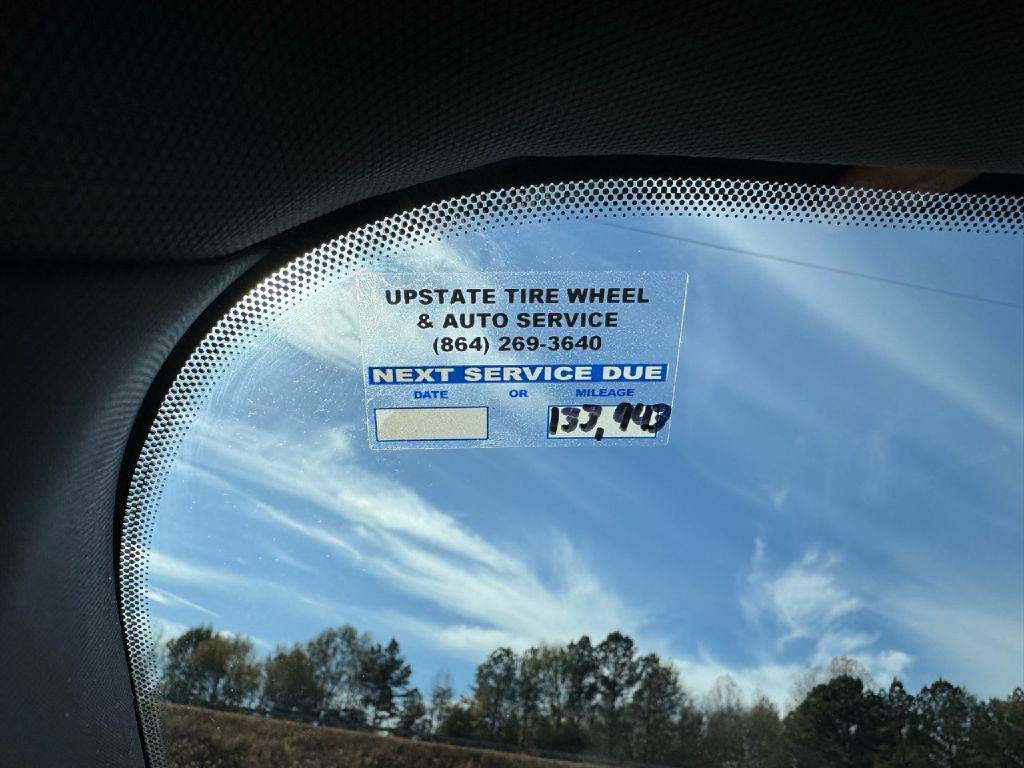 UPSTATE TIRE WHEEL
& AUTO SERVICE
(864) 269-3640
NEXT SERVICE DUE
DATE OR MILEAGE
133,943